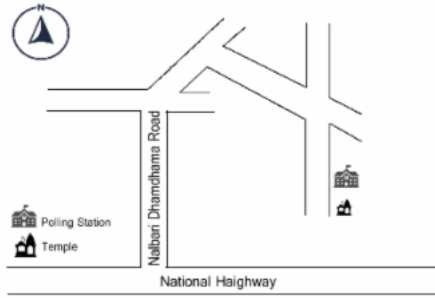 N
Nalbari Dhamdhama Road
Polling Station
Temple
National Haighway